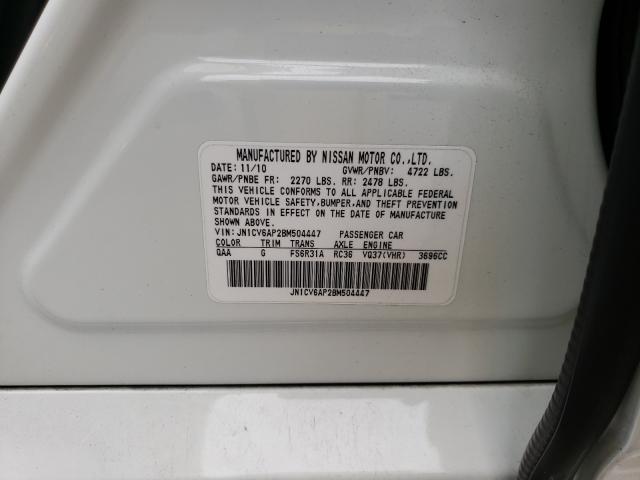 MANUFACTURED BY NISSAN MOTOR CO.,LTD.
DATE: 11/10 GVWR/PNBV: 4722 LBS.
GAWR/PNBE FR: 2270 LBS. RR: 2478 LBS.
THIS VEHICLE CONFORMS TO ALL APPLICABLE FEDERAL
MOTOR VEHICLE SAFETY,BUMPER,AND THEFT PREVENTION
STANDARDS IN EFFECT ON THE DATE OF MANUFACTURE
SHOWN ABOVE.
VIN: JN1CV6AP2BM504447 PASSENGER CAR
COLOR TRIM TRANS AXLE ENGINE
QAA G FS6R31A RC36 VQ37(VHR) 3696CC
JN1CV6AP2BM504447